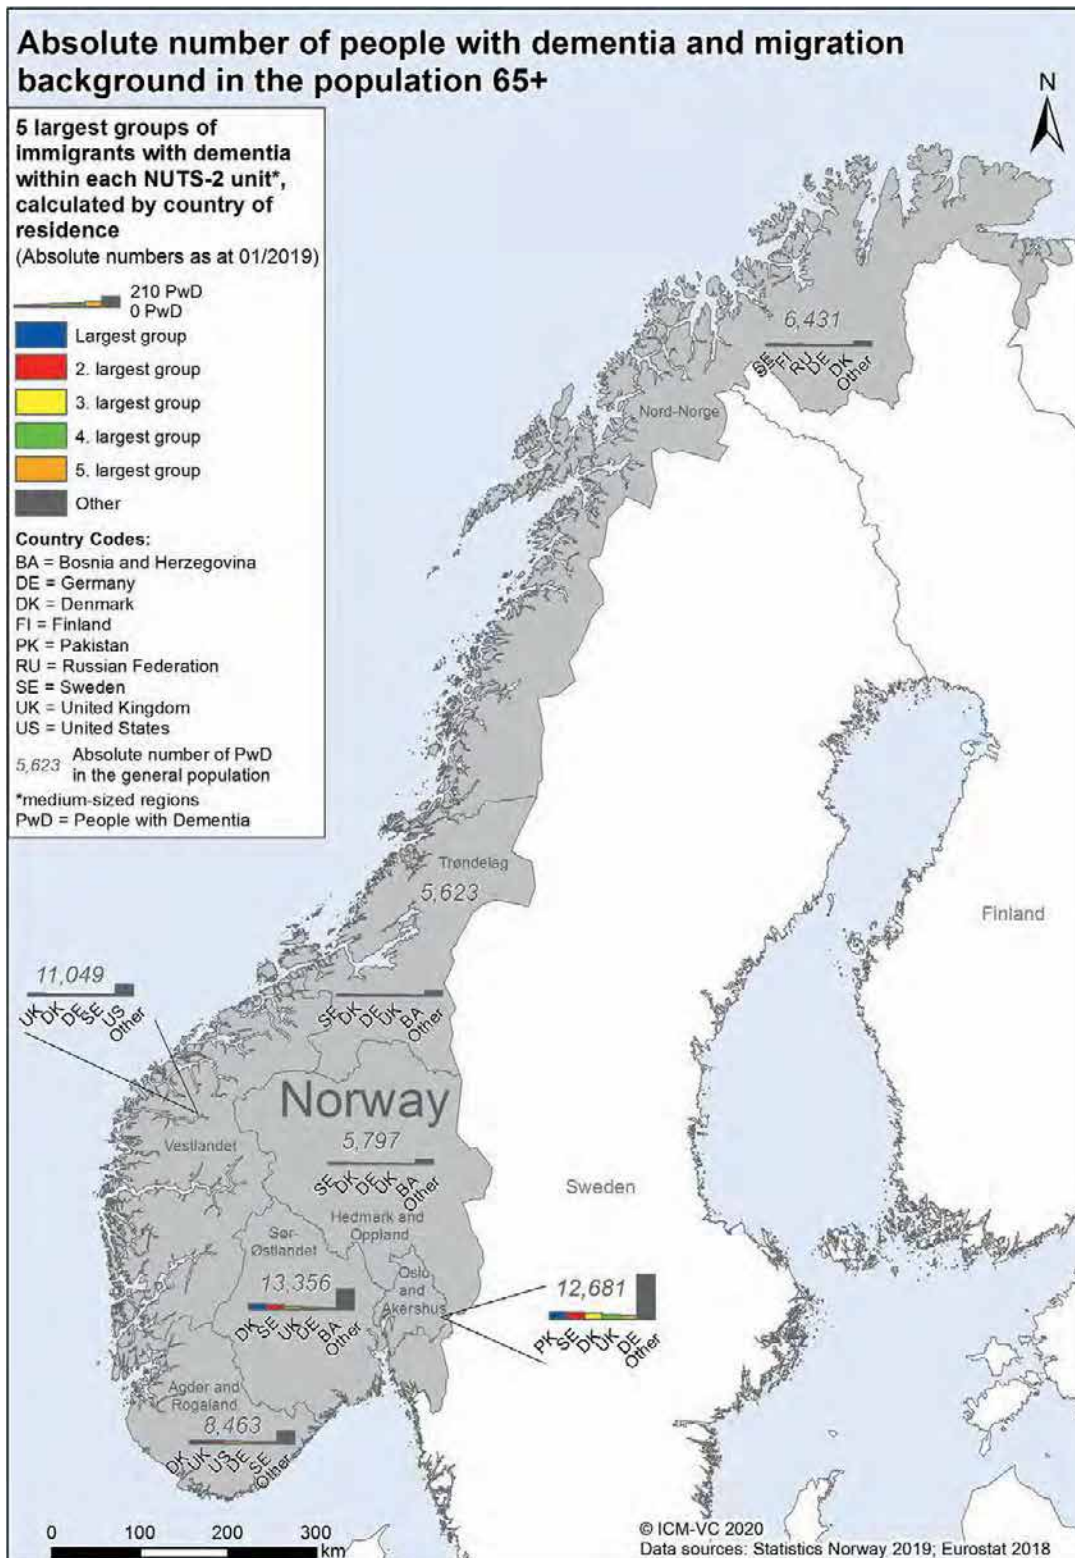 Absolute number of people with dementia and migration
background in the population 65+
N
5 largest groups of
immigrants with dementia
within each NUTS-2 unit*,
calculated by country of
residence
(Absolute numbers as at 01/2019)
210 PwD
0 PwD
Largest group
2. largest group
3. largest group
4. largest group
5. largest group
Other
Country Codes:
BA = Bosnia and Herzegovina
DE = Germany
DK = Denmark
FI = Finland
PK = Pakistan
RU = Russian Federation
SE = Sweden
UK = United Kingdom
US = United States
5,623 Absolute number of PwD
in the general population
*medium-sized regions
PwD = People with Dementia
6,431
SE FI RU DE DK Other
Nord-Norge
Trøndelag
5,623
SE DK DE UK BA Other
Finland
11,049
UK DK DE SE US Other
Norway
Vestlandet
5,797
SE DK DE UK BA Other
Sweden
Hedmark and
Oppland
Sør-
Østlandet
13,356
DK SE UK DE BA Other
Oslo
and
Akershus
12,681
PK SE DK UK DE Other
Agder and
Rogaland
8,463
DK UK US DE SE Other
0 100 200 300
km
© ICM-VC 2020
Data sources: Statistics Norway 2019; Eurostat 2018